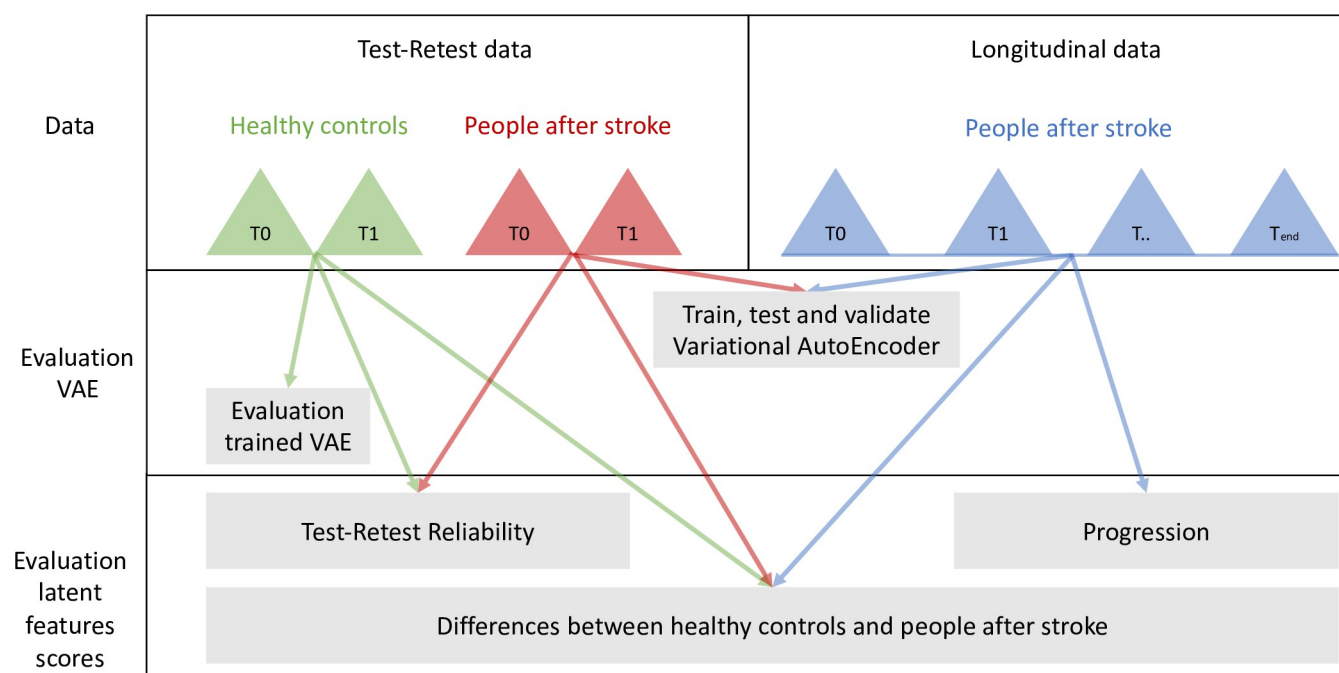 Test-Retest data
Longitudinal data
Data
Healthy controls
People after stroke
People after stroke
T0
T1
T0
T1
T0
T1
T..
Tend
Evaluation
VAE
Train, test and validate
Variational AutoEncoder
Evaluation
trained VAE
Evaluation
latent
features
scores
Test-Retest Reliability
Progression
Differences between healthy controls and people after stroke